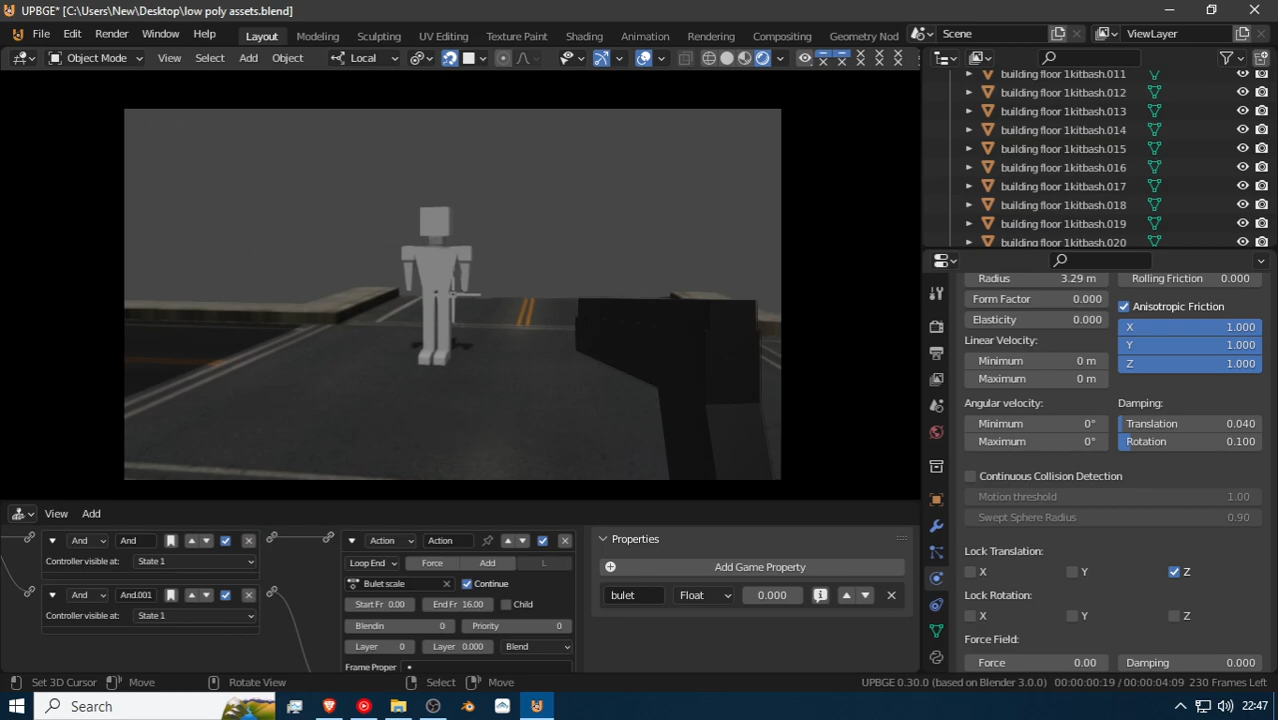 UPBGE* [C:\Users\New\Desktop\low poly assets.blend]
File Edit Render Window Help Layout Modeling Sculpting UV Editing Texture Paint Shading Animation Rendering Compositing Geometry Nod Scene ViewLayer
Object Mode View Select Add Object Local
building floor 1kitbash.011
building floor 1kitbash.012
building floor 1kitbash.013
building floor 1kitbash.014
building floor 1kitbash.015
building floor 1kitbash.016
building floor 1kitbash.017
building floor 1kitbash.018
building floor 1kitbash.019
building floor 1kitbash.020
Radius 3.29 m Rolling Friction 0.000
Form Factor 0.000 Anisotropic Friction
Elasticity 0.000 X 1.000
Linear Velocity: Y 1.000
Minimum 0 m Z 1.000
Maximum 0 m
Angular velocity: Damping:
Minimum 0° Translation 0.040
Maximum 0° Rotation 0.100
Continuous Collision Detection
Motion threshold 1.00
Swept Sphere Radius 0.90
Lock Translation:
X Y Z
Lock Rotation:
X Y Z
Force Field:
Force 0.00 Damping 0.000
View Add
And And
Controller visible at: State 1
And And.001
Controller visible at: State 1
Action Action
Loop End Force Add L
Bulet scale Continue
Start Fr 0.00 End Fr 16.00 Child
Blendin 0 Priority 0
Layer 0 Layer 0.000 Blend
Frame Proper
Properties
Add Game Property
bulet Float 0.000
Set 3D Cursor Move Rotate View Select Move UPBGE 0.30.0 (based on Blender 3.0.0) 00:00:00:19 / 00:00:04:09 230 Frames Left
Search 22:47